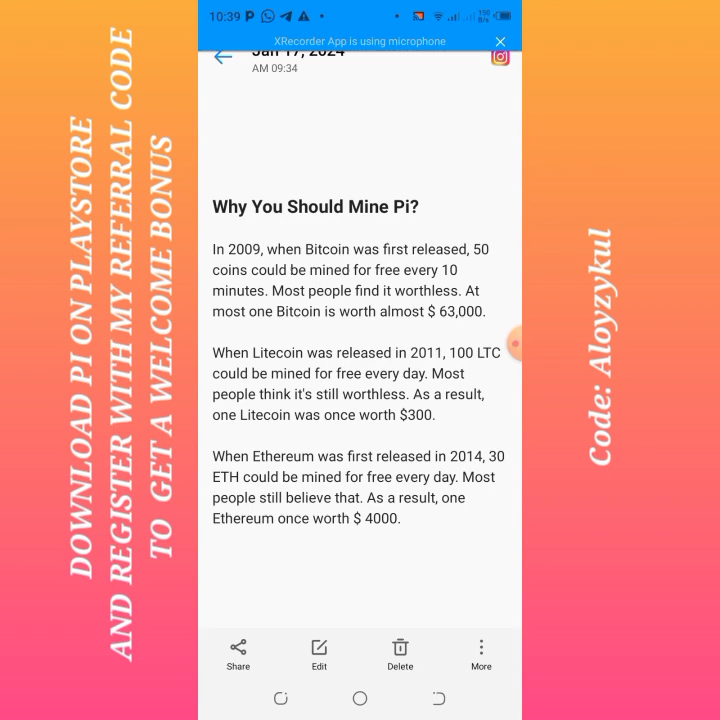 DOWNLOAD PI ON PLAYSTORE
AND REGISTER WITH MY REFERRAL CODE
TO GET A WELCOME BONUS
10:39 P
150
B/s
XRecorder App is using microphone
Jan 17, 2024
AM 09:34
Why You Should Mine Pi?
In 2009, when Bitcoin was first released, 50
coins could be mined for free every 10
minutes. Most people find it worthless. At
most one Bitcoin is worth almost $ 63,000.
When Litecoin was released in 2011, 100 LTC
could be mined for free every day. Most
people think it's still worthless. As a result,
one Litecoin was once worth $300.
When Ethereum was first released in 2014, 30
ETH could be mined for free every day. Most
people still believe that. As a result, one
Ethereum once worth $ 4000.
Share
Edit
Delete
More
Code: Aloyzykul